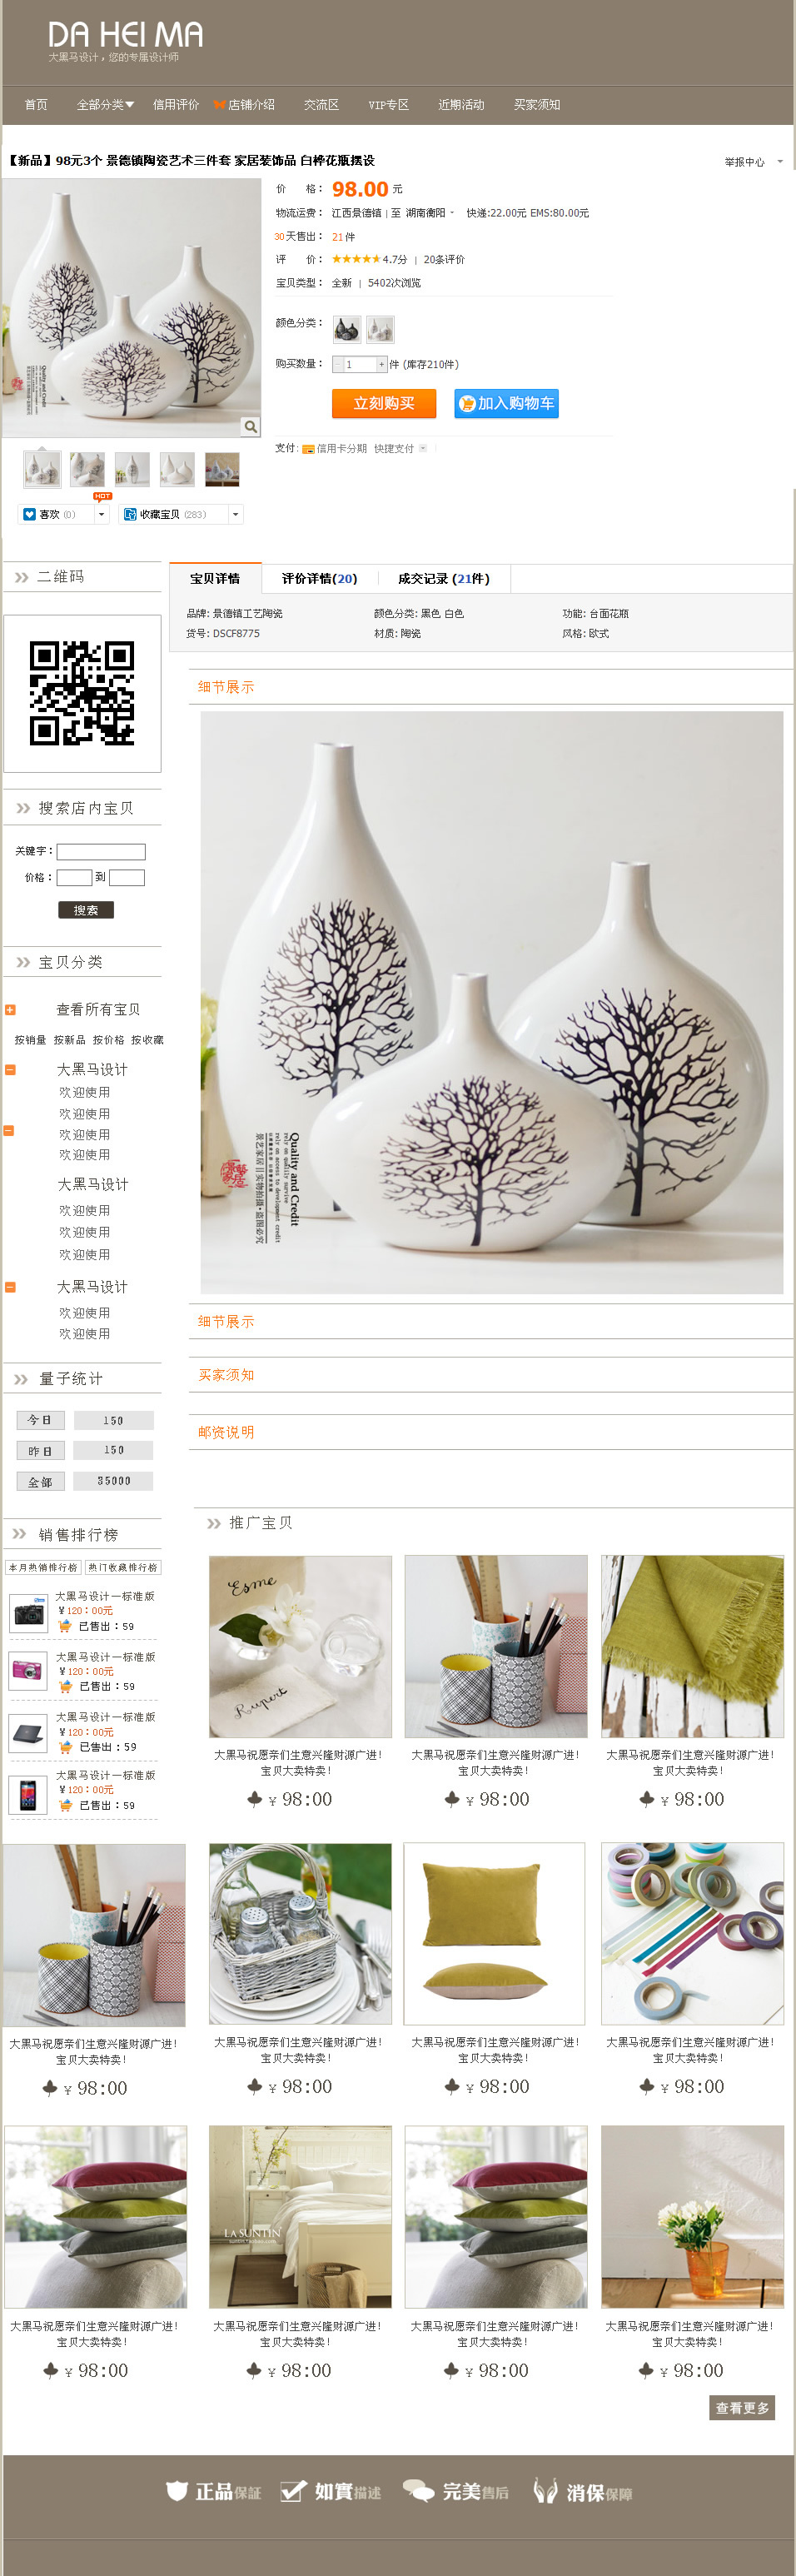 DA HEI MA
大黑马设计，您的专属设计师
首页 全部分类 信用评价 店铺介绍 交流区 VIP专区 近期活动 买家须知
【新品】98元3个 景德镇陶瓷艺术三件套 家居装饰品 白桦花瓶摆设
举报中心
价 格： 98.00 元
物流运费： 江西景德镇 | 至 湖南衡阳 快递:22.00元 EMS:80.00元
30天售出： 21件
评 价： 4.7分 | 20条评价
宝贝类型： 全新 | 5402次浏览
颜色分类：
购买数量： - 1 + 件 (库存210件)
立刻购买 加入购物车
支付: 信用卡分期 快捷支付
Quality and Credit
HOT
喜欢 (0) 收藏宝贝 (283)
二维码
宝贝详情 评价详情(20) 成交记录 (21件)
品牌: 景德镇工艺陶瓷 颜色分类: 黑色 白色 功能: 台面花瓶
货号: DSCF8775 材质: 陶瓷 风格: 欧式
细节展示
Quality and Credit
rely on quality service
rely on access to development credit
景艺家居·实物拍摄·盗图必究
细节展示
买家须知
邮资说明
搜索店内宝贝
关键字：
价格： 到
搜索
宝贝分类
查看所有宝贝
按销量 按新品 按价格 按收藏
大黑马设计
欢迎使用
欢迎使用
欢迎使用
欢迎使用
大黑马设计
欢迎使用
欢迎使用
欢迎使用
大黑马设计
欢迎使用
欢迎使用
量子统计
今日 150
昨日 150
全部 35000
销售排行榜
本月热销排行榜 热门收藏排行榜
大黑马设计一标准版
￥120：00元
已售出：59
大黑马设计一标准版
￥120：00元
已售出：59
大黑马设计一标准版
￥120：00元
已售出：59
大黑马设计一标准版
￥120：00元
已售出：59
推广宝贝
Esme
Rupert
大黑马祝愿亲们生意兴隆财源广进! 大黑马祝愿亲们生意兴隆财源广进! 大黑马祝愿亲们生意兴隆财源广进!
宝贝大卖特卖! 宝贝大卖特卖! 宝贝大卖特卖!
￥98:00 ￥98:00 ￥98:00
大黑马祝愿亲们生意兴隆财源广进! 大黑马祝愿亲们生意兴隆财源广进! 大黑马祝愿亲们生意兴隆财源广进! 大黑马祝愿亲们生意兴隆财源广进!
宝贝大卖特卖! 宝贝大卖特卖! 宝贝大卖特卖! 宝贝大卖特卖!
￥98:00 ￥98:00 ￥98:00 ￥98:00
LA SUNTIN
suntin.taobao.com
大黑马祝愿亲们生意兴隆财源广进! 大黑马祝愿亲们生意兴隆财源广进! 大黑马祝愿亲们生意兴隆财源广进! 大黑马祝愿亲们生意兴隆财源广进!
宝贝大卖特卖! 宝贝大卖特卖! 宝贝大卖特卖! 宝贝大卖特卖!
￥98:00 ￥98:00 ￥98:00 ￥98:00
查看更多
正品保证 如實描述 完美售后 消保保障